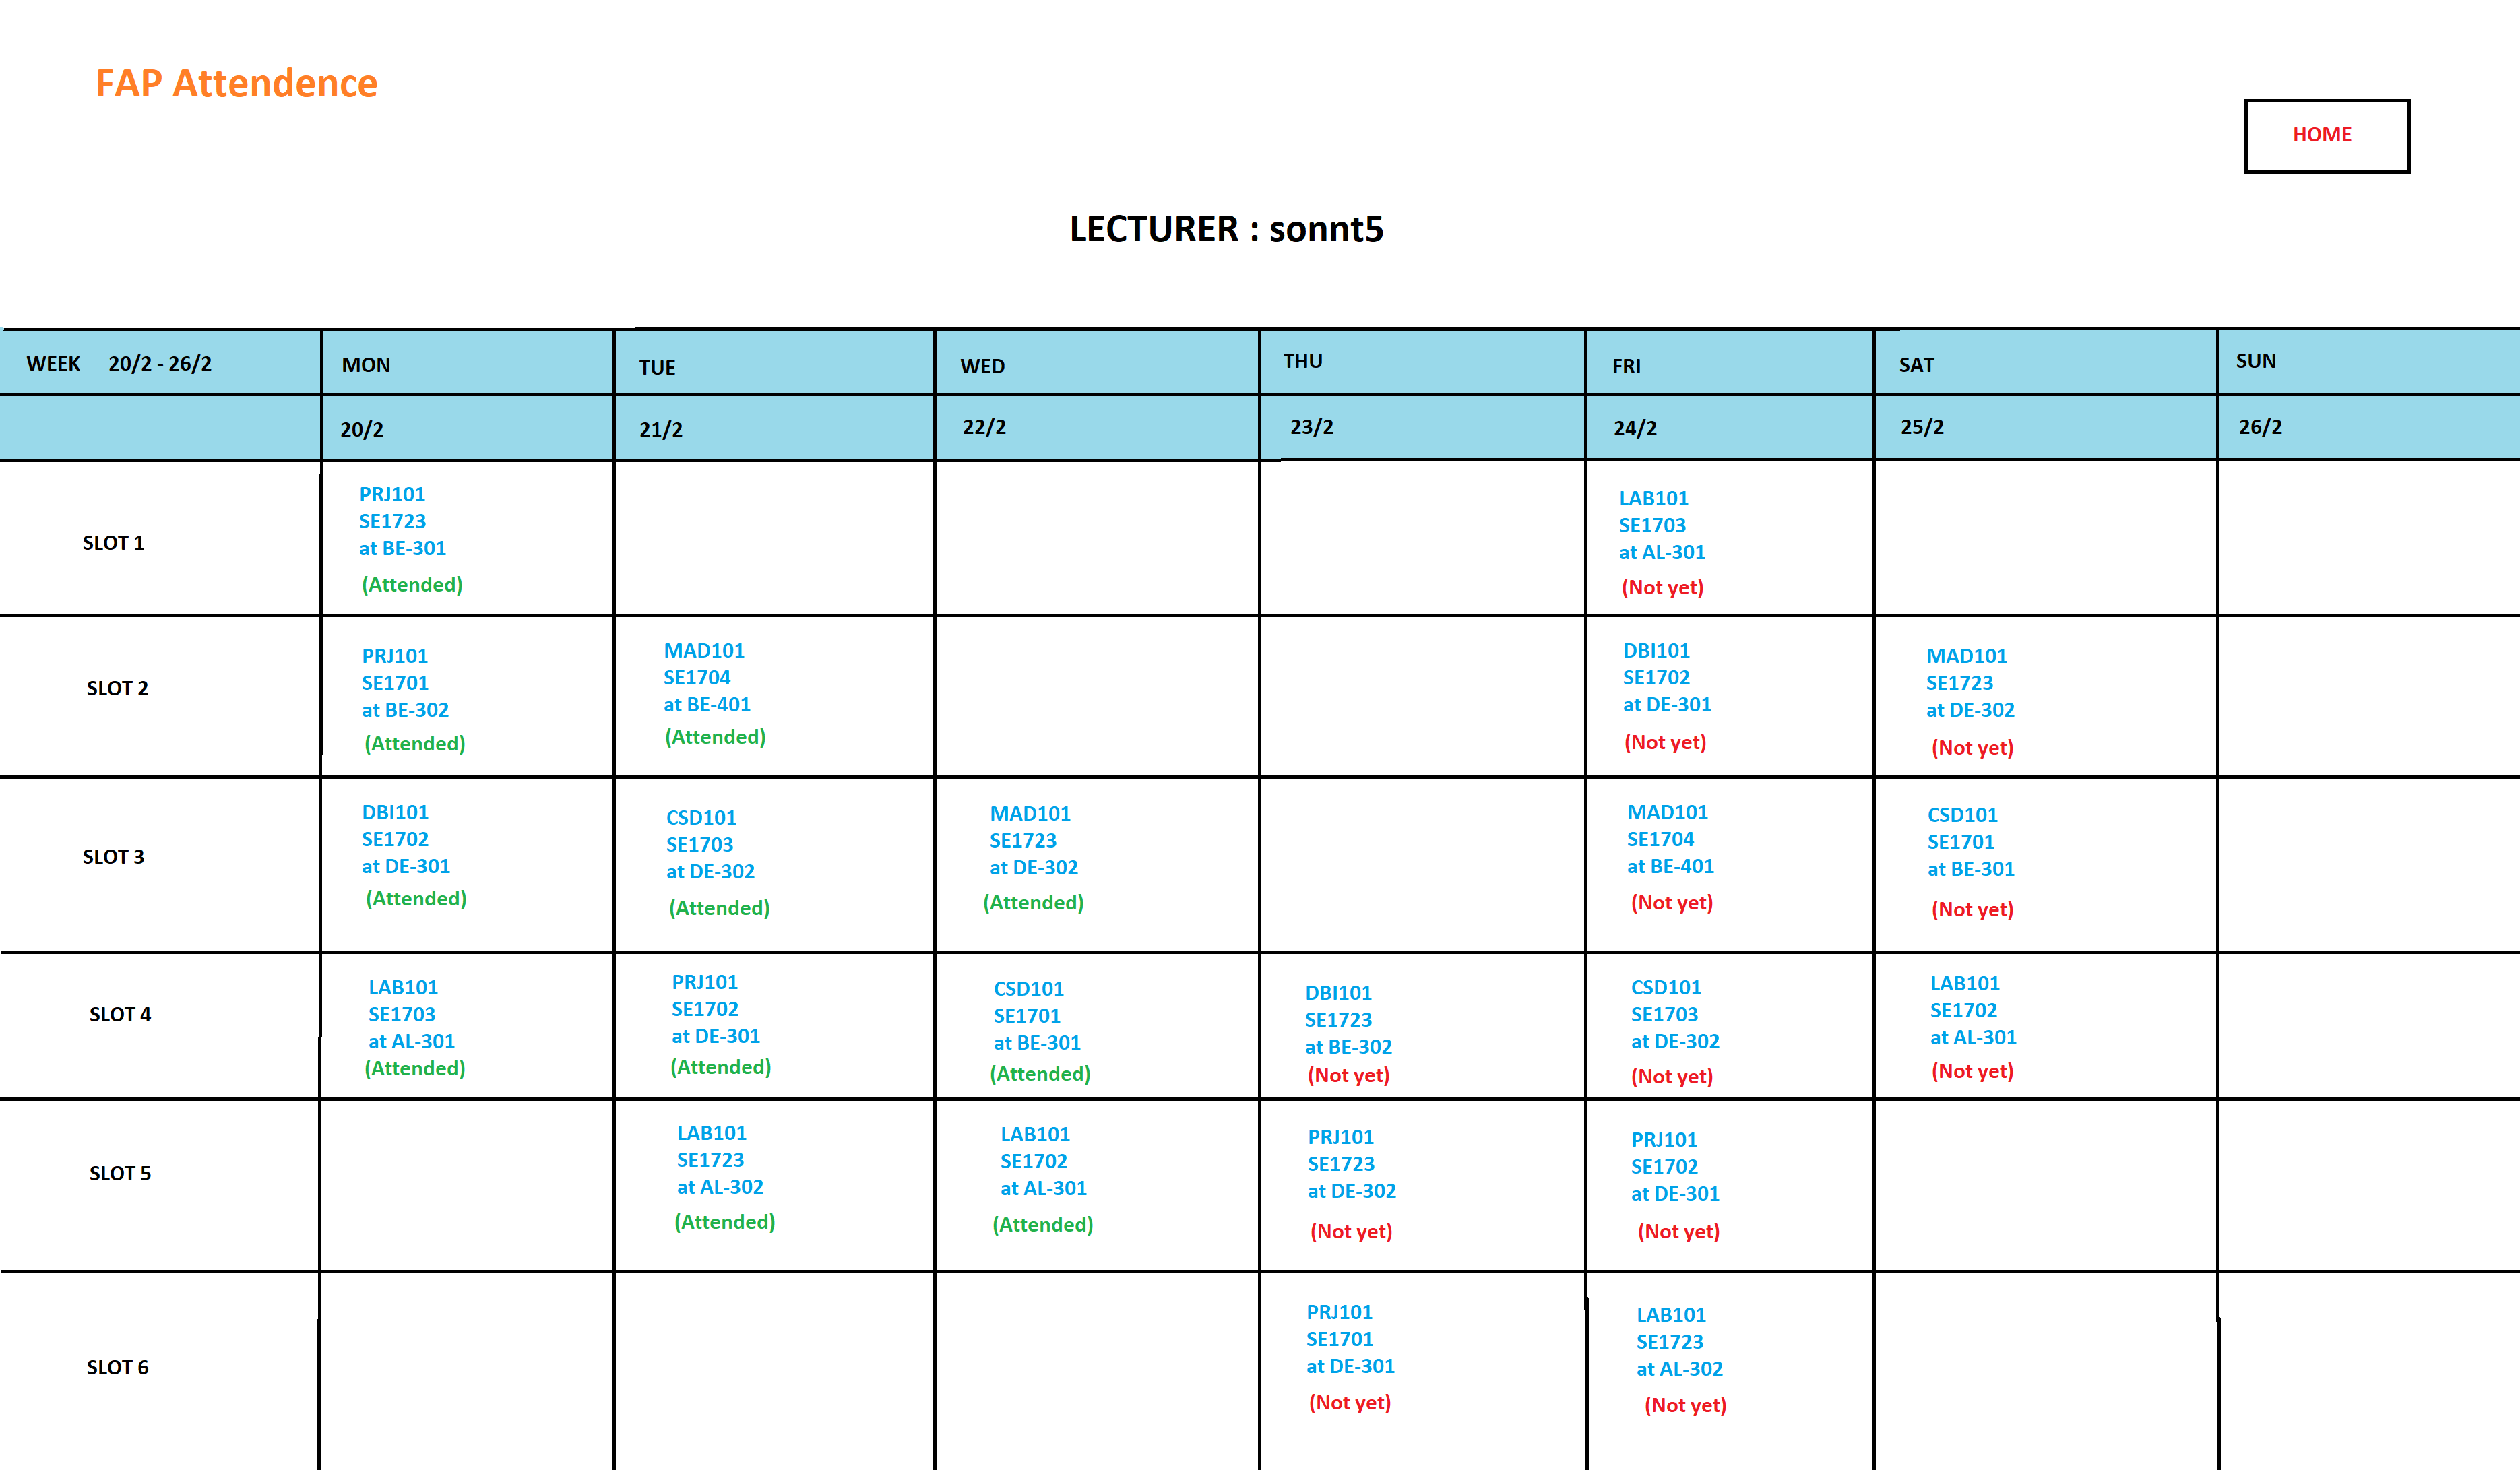 FAP Attendence
HOME
LECTURER : sonnt5
WEEK 20/2 - 26/2 MON TUE WED THU FRI SAT SUN
20/2 21/2 22/2 23/2 24/2 25/2 26/2
SLOT 1
PRJ101
SE1723
at BE-301
(Attended)
LAB101
SE1703
at AL-301
(Not yet)
SLOT 2
PRJ101
SE1701
at BE-302
(Attended)
MAD101
SE1704
at BE-401
(Attended)
DBI101
SE1702
at DE-301
(Not yet)
MAD101
SE1723
at DE-302
(Not yet)
SLOT 3
DBI101
SE1702
at DE-301
(Attended)
CSD101
SE1703
at DE-302
(Attended)
MAD101
SE1723
at DE-302
(Attended)
MAD101
SE1704
at BE-401
(Not yet)
CSD101
SE1701
at BE-301
(Not yet)
SLOT 4
LAB101
SE1703
at AL-301
(Attended)
PRJ101
SE1702
at DE-301
(Attended)
CSD101
SE1701
at BE-301
(Attended)
DBI101
SE1723
at BE-302
(Not yet)
CSD101
SE1703
at DE-302
(Not yet)
LAB101
SE1702
at AL-301
(Not yet)
SLOT 5
LAB101
SE1723
at AL-302
(Attended)
LAB101
SE1702
at AL-301
(Attended)
PRJ101
SE1723
at DE-302
(Not yet)
PRJ101
SE1702
at DE-301
(Not yet)
SLOT 6
PRJ101
SE1701
at DE-301
(Not yet)
LAB101
SE1723
at AL-302
(Not yet)